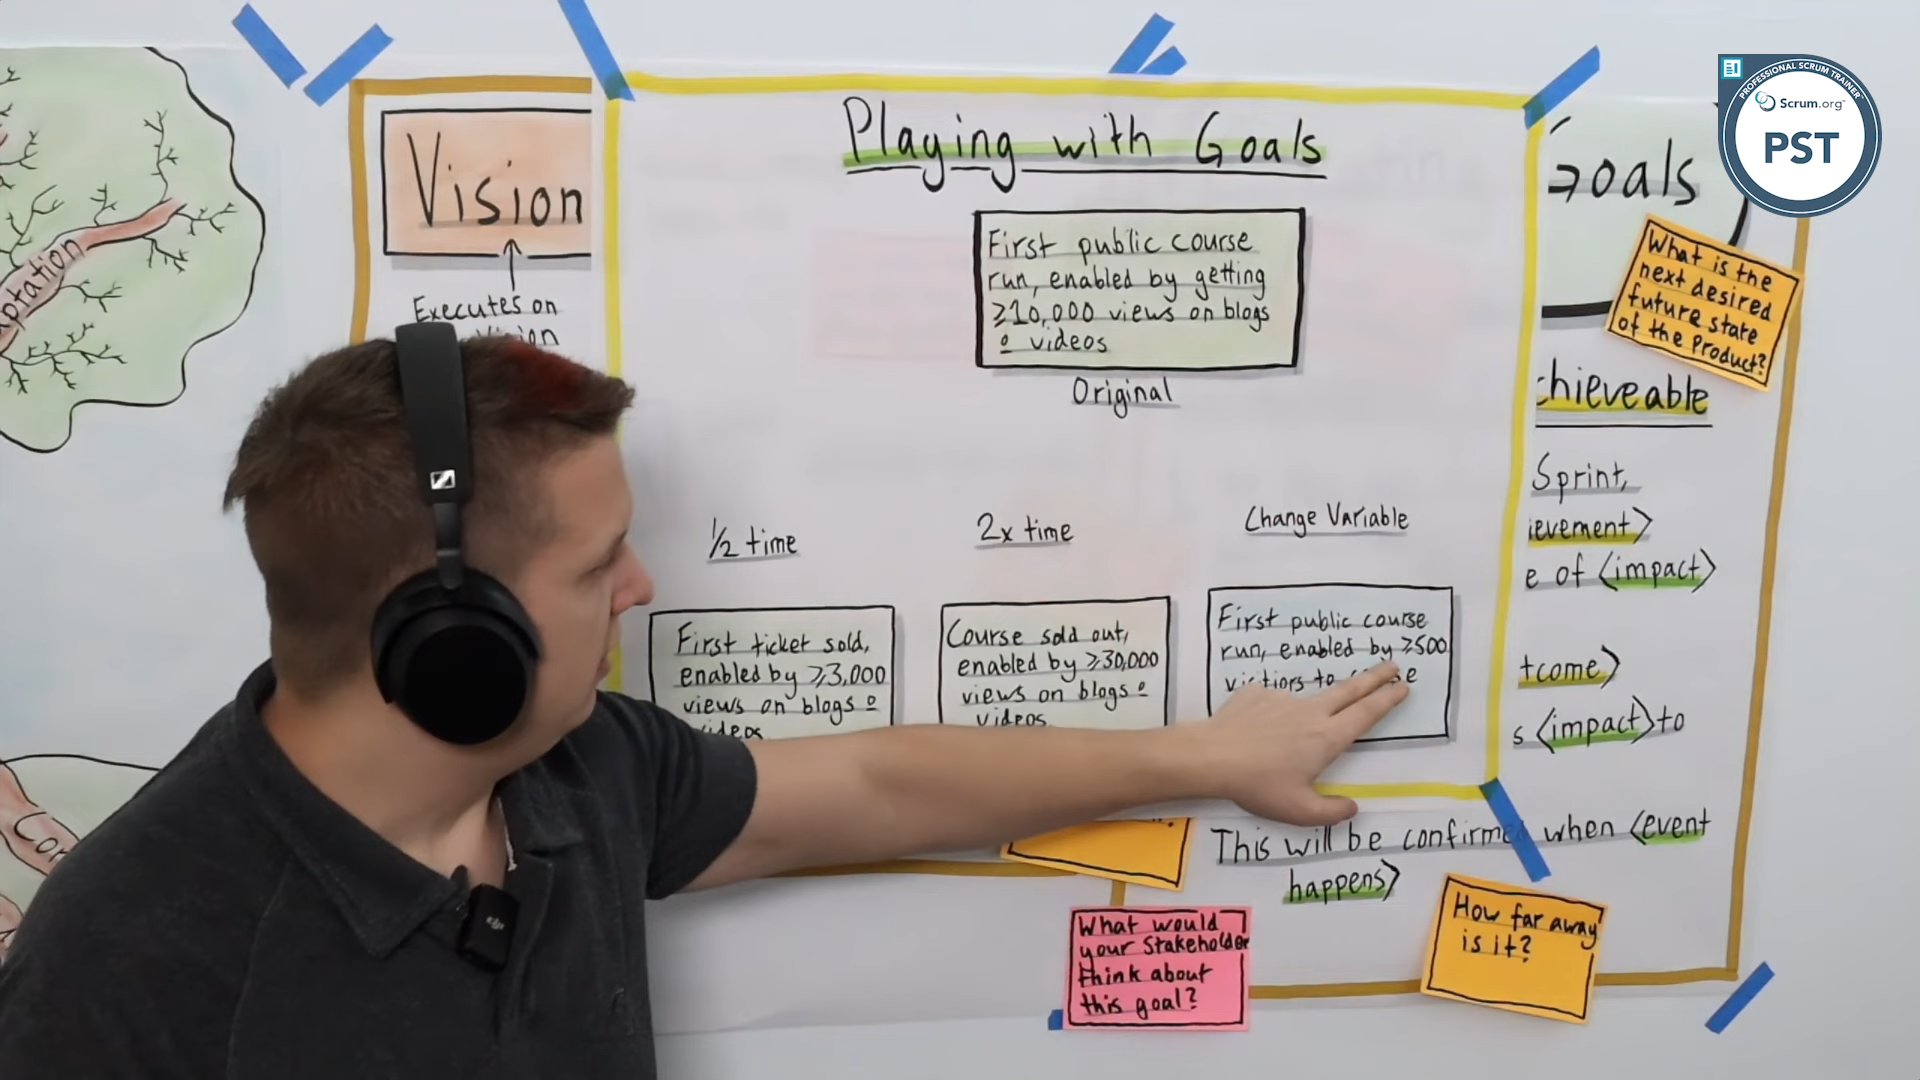 PROFESSIONAL SCRUM TRAINER
Scrum.org
PST
Vision
Executes on
Playing with Goals
First public course
run, enabled by getting
≥10,000 views on blogs
& videos
Original
1/2 time
First ticket sold,
enabled by ≥3,000
views on blogs &
2x time
Course sold out,
enabled by ≥30,000
views on blogs &
videos
Change Variable
First public course
run, enabled by ≥500
visitiors to
Goals
What is the
next desired
future state
of the Product?
chieveable
Sprint,
ievement>
e of <impact>
tcome>
s <impact> to
This will be confirmed when <event
happens>
What would
your Stakeholder
think about
this goal?
How far away
is it?
ptation
Con
dji